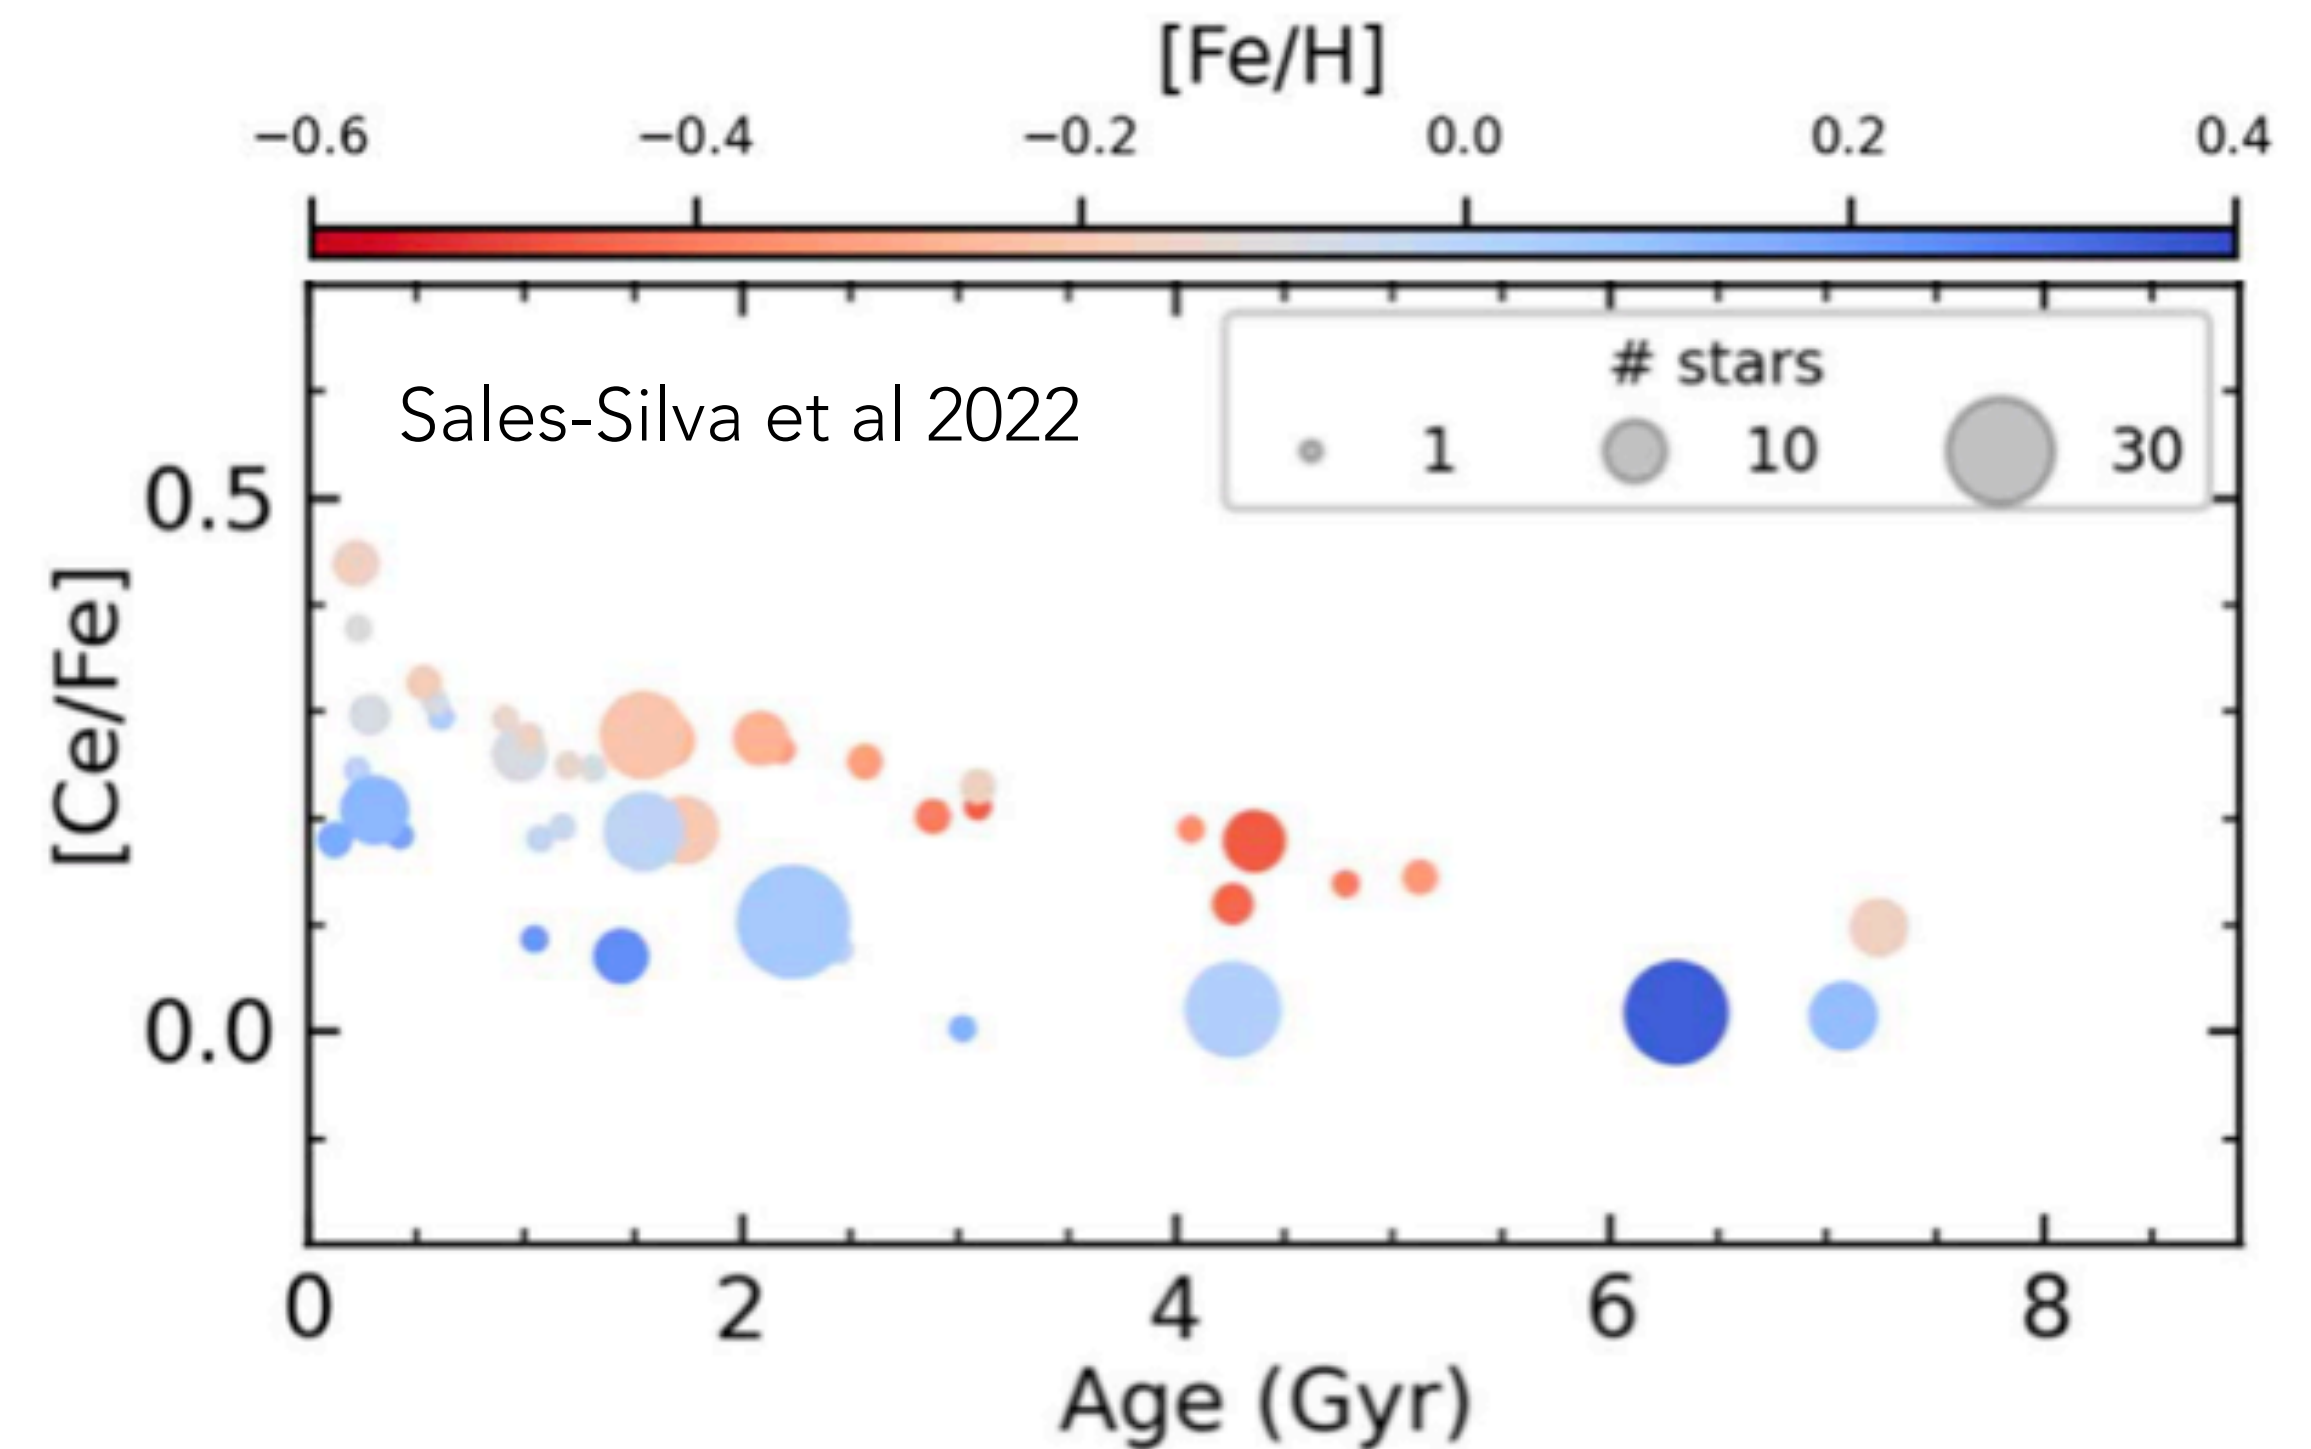 [Fe/H]
−0.6 −0.4 −0.2 0.0 0.2 0.4
# stars
1 10 30
Sales-Silva et al 2022
0.5
[Ce/Fe]
0.0
0 2 4 6 8
Age (Gyr)